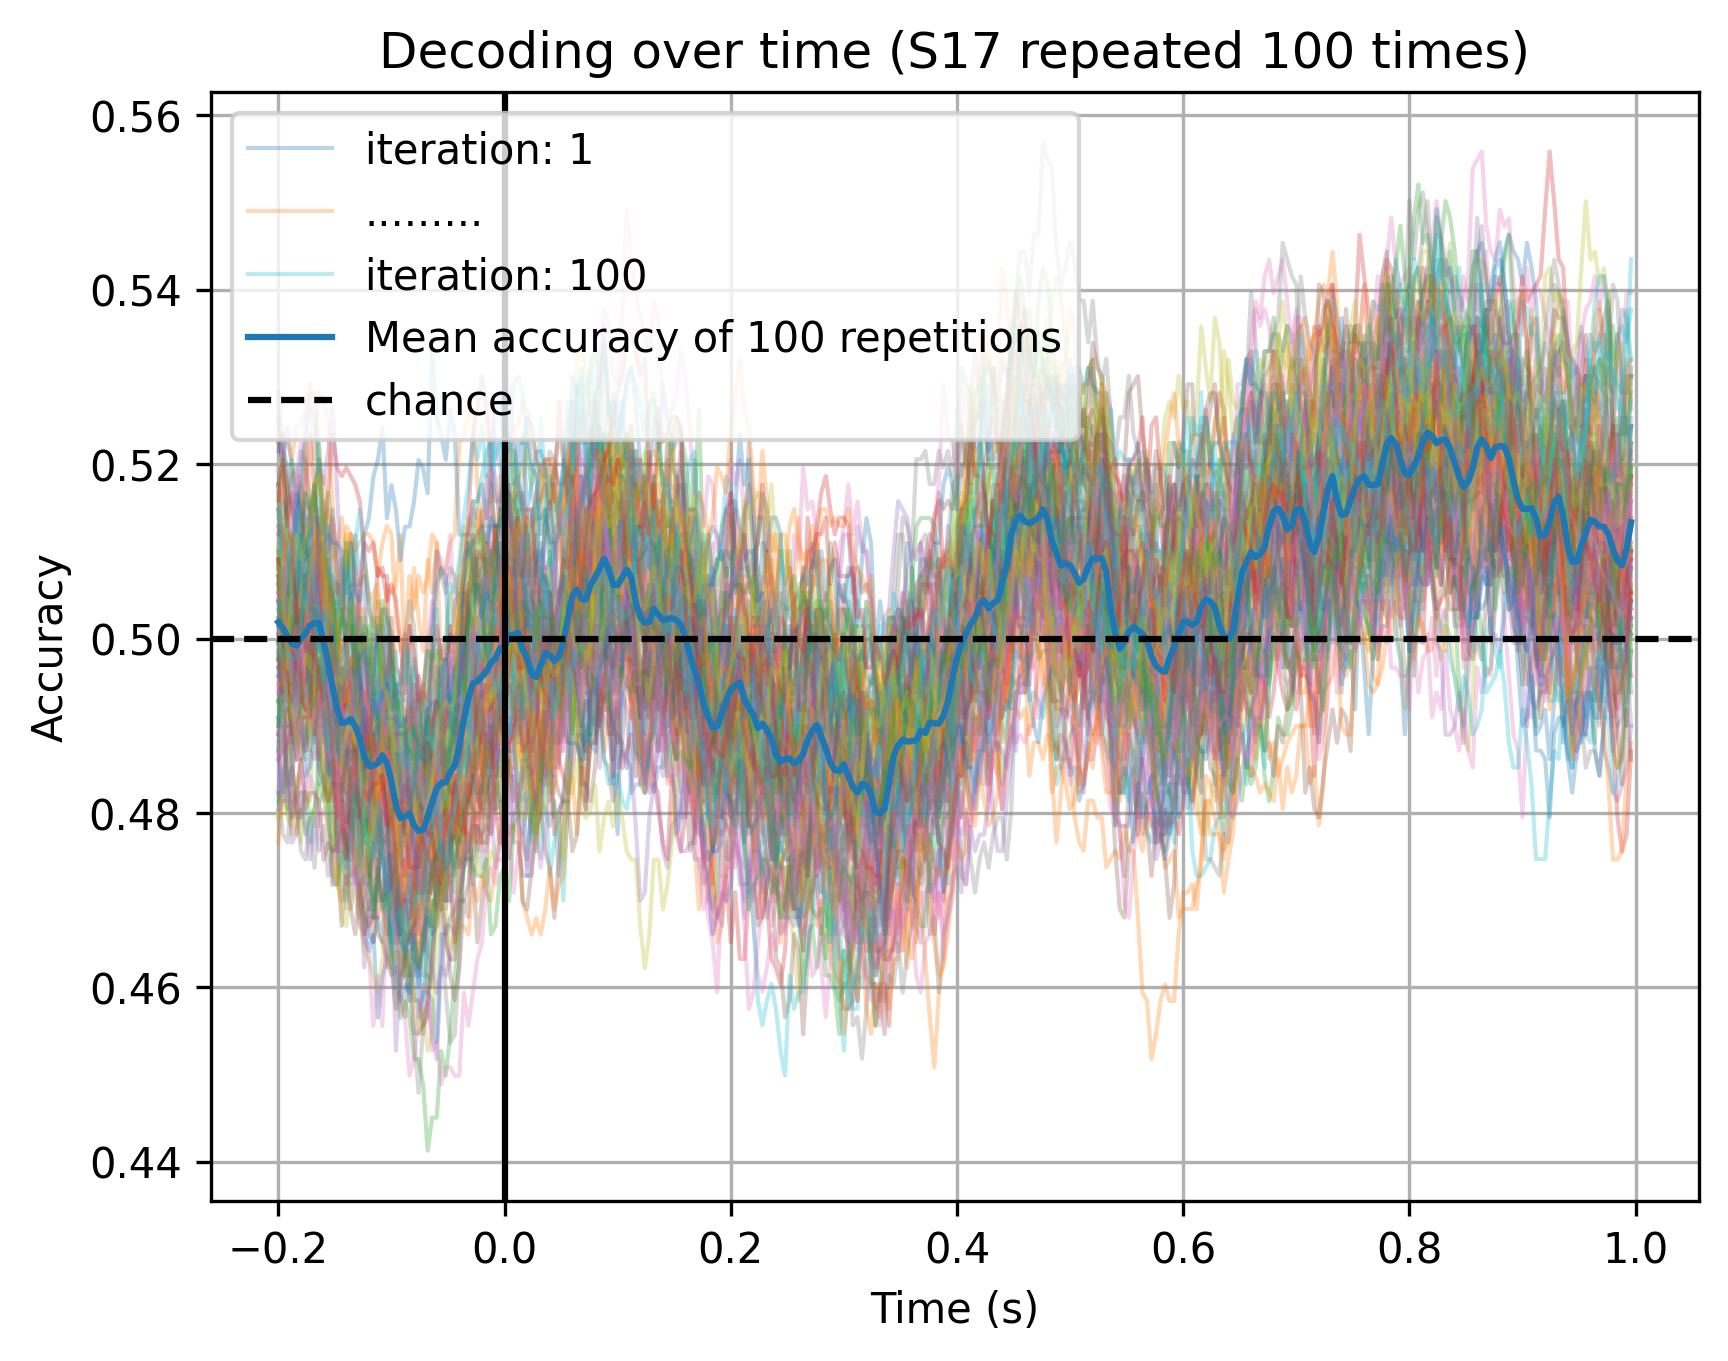 Decoding over time (S17 repeated 100 times)
iteration: 1
.........
iteration: 100
Mean accuracy of 100 repetitions
chance
Accuracy
0.56
0.54
0.52
0.50
0.48
0.46
0.44
−0.2 0.0 0.2 0.4 0.6 0.8 1.0
Time (s)